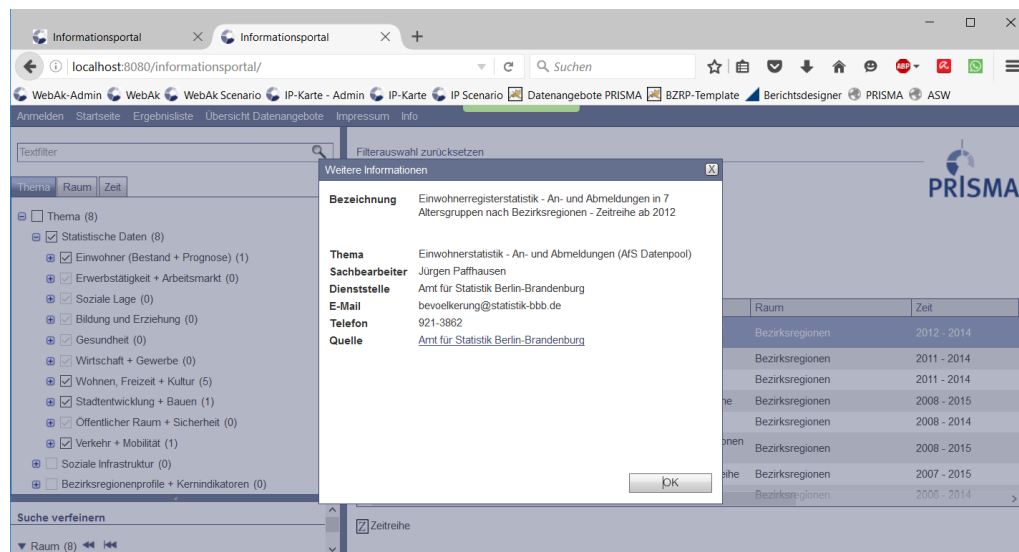 Informationsportal
Informationsportal
localhost:8080/informationsportal/
Suchen
ABP
WebAk-Admin WebAk WebAk Scenario IP-Karte - Admin IP-Karte IP Scenario Datenangebote PRISMA BZRP-Template Berichtsdesigner PRISMA ASW
Anmelden Startseite Ergebnisliste Übersicht Datenangebote Impressum Info
Textfilter
Filterauswahl zurücksetzen
PRISMA
Thema Raum Zeit
Thema (8)
Statistische Daten (8)
Einwohner (Bestand + Prognose) (1)
Erwerbstätigkeit + Arbeitsmarkt (0)
Soziale Lage (0)
Bildung und Erziehung (0)
Gesundheit (0)
Wirtschaft + Gewerbe (0)
Wohnen, Freizeit + Kultur (5)
Stadtentwicklung + Bauen (1)
Öffentlicher Raum + Sicherheit (0)
Verkehr + Mobilität (1)
Soziale Infrastruktur (0)
Bezirksregionenprofile + Kernindikatoren (0)
Suche verfeinern
Raum (8)
Weitere Informationen X
Bezeichnung Einwohnerregisterstatistik - An- und Abmeldungen in 7
Altersgruppen nach Bezirksregionen - Zeitreihe ab 2012
Thema Einwohnerstatistik - An- und Abmeldungen (AfS Datenpool)
Sachbearbeiter Jürgen Paffhausen
Dienststelle Amt für Statistik Berlin-Brandenburg
E-Mail bevoelkerung@statistik-bbb.de
Telefon 921-3862
Quelle Amt für Statistik Berlin-Brandenburg
OK
Raum Zeit
Bezirksregionen 2012 - 2014
Bezirksregionen 2011 - 2014
Bezirksregionen 2011 - 2014
he Bezirksregionen 2008 - 2015
Bezirksregionen 2008 - 2014
onen Bezirksregionen 2008 - 2015
eihe Bezirksregionen 2007 - 2015
Bezirksregionen 2006 - 2014
Z Zeitreihe